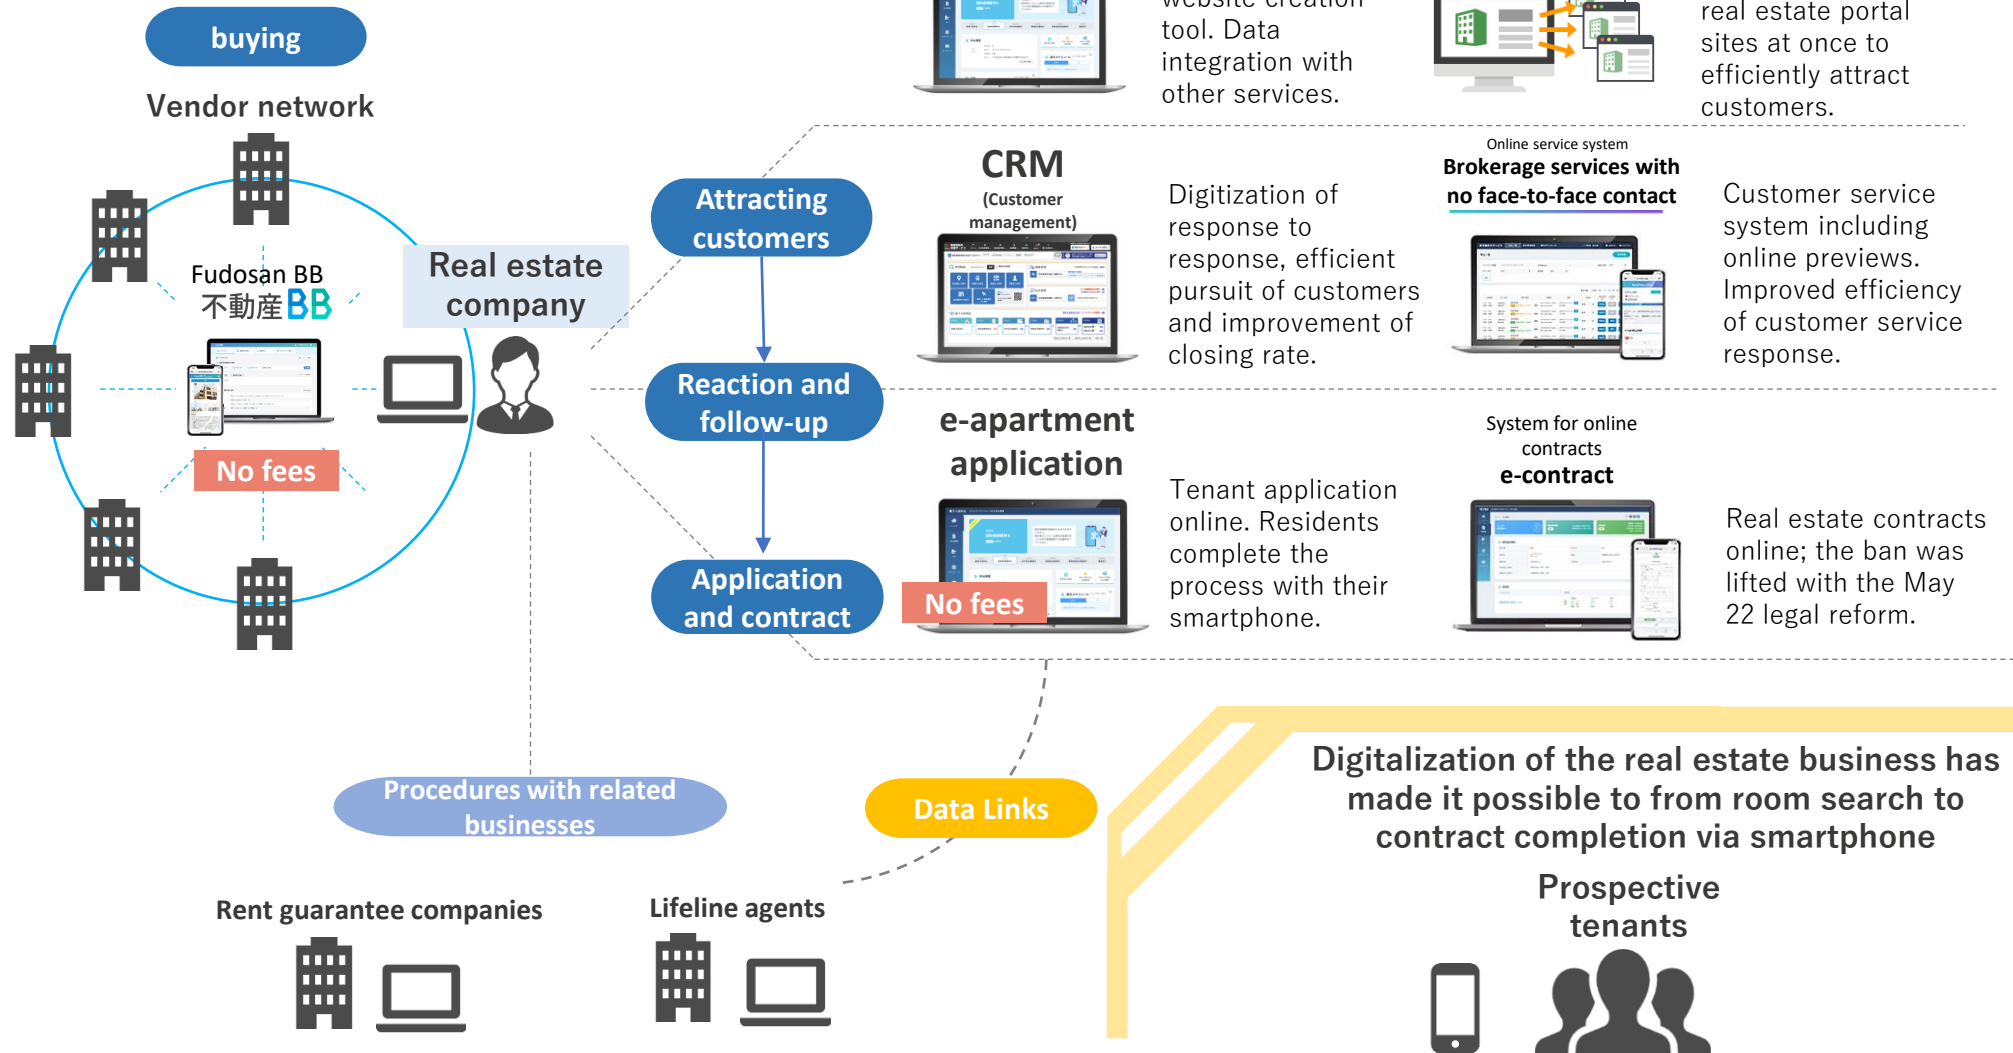 buying
Vendor network
Fudosan BB
不動産BB
No fees
Real estate
company
website creation
tool. Data
integration with
other services.
real estate portal
sites at once to
efficiently attract
customers.
Attracting
customers
Reaction and
follow-up
Application
and contract
CRM
(Customer
management)
Digitization of
response to
response, efficient
pursuit of customers
and improvement of
closing rate.
Online service system
Brokerage services with
no face-to-face contact
Customer service
system including
online previews.
Improved efficiency
of customer service
response.
e-apartment
application
No fees
Tenant application
online. Residents
complete the
process with their
smartphone.
System for online
contracts
e-contract
Real estate contracts
online; the ban was
lifted with the May
22 legal reform.
Procedures with related
businesses
Data Links
Rent guarantee companies
Lifeline agents
Digitalization of the real estate business has
made it possible to from room search to
contract completion via smartphone
Prospective
tenants